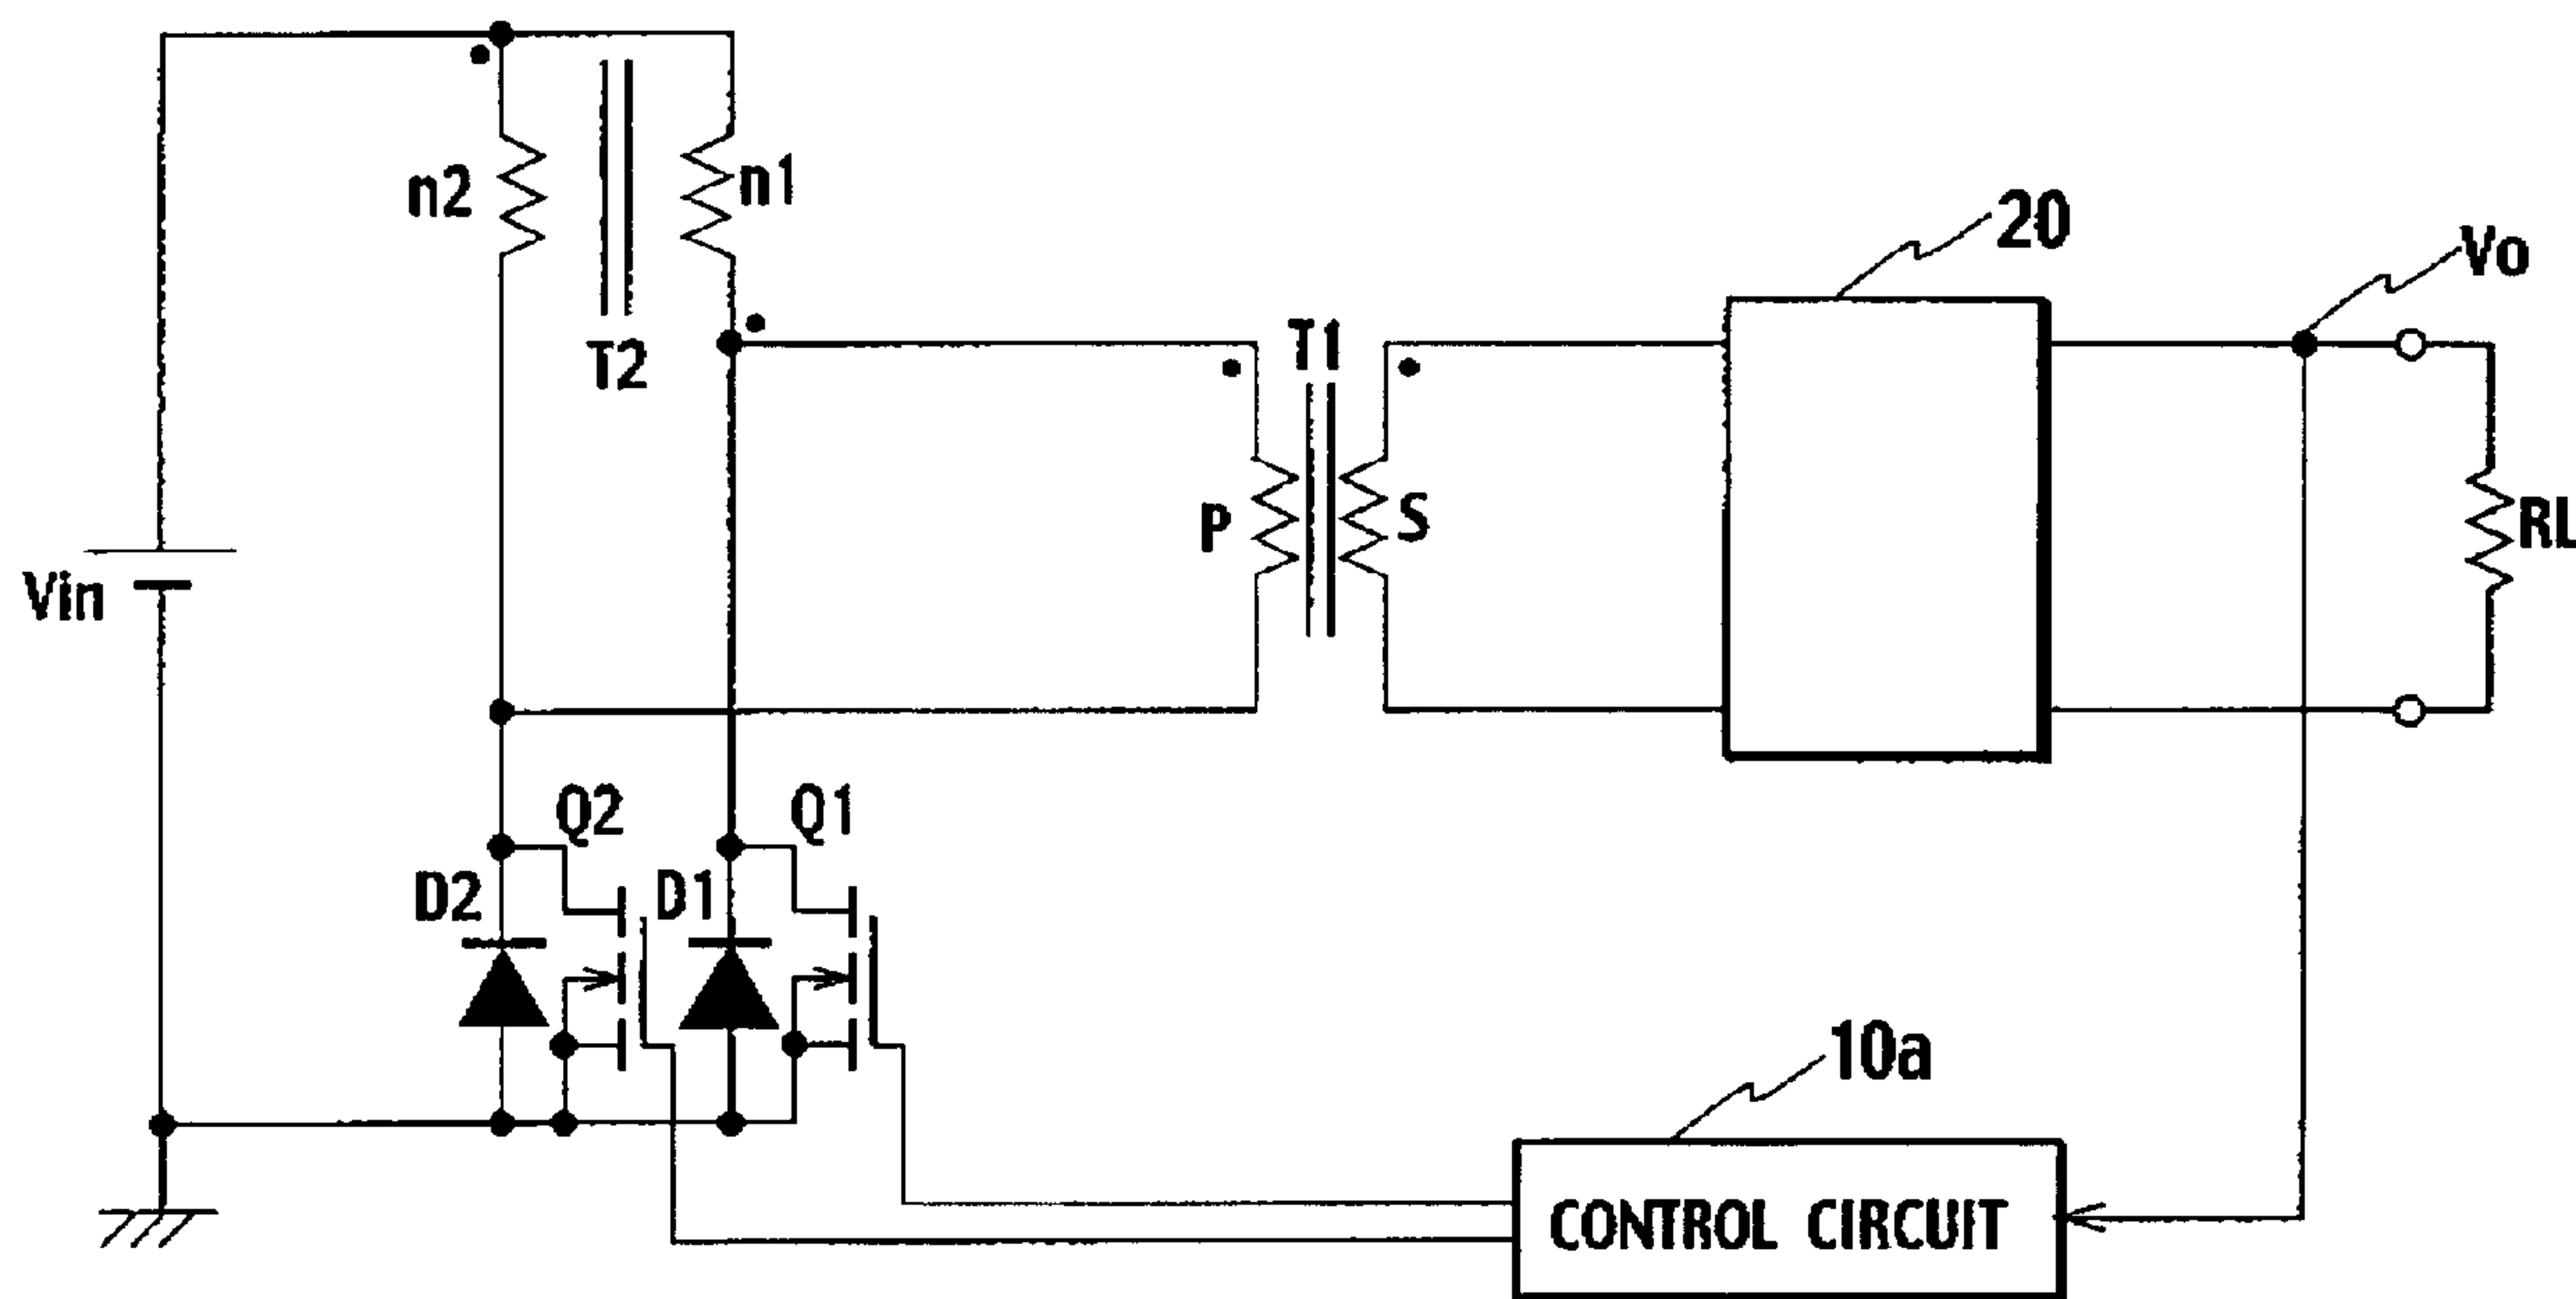 n2
n1
T2
20
Vo
T1
P
S
RL
Vin
Q2
Q1
D2
D1
10a
CONTROL CIRCUIT